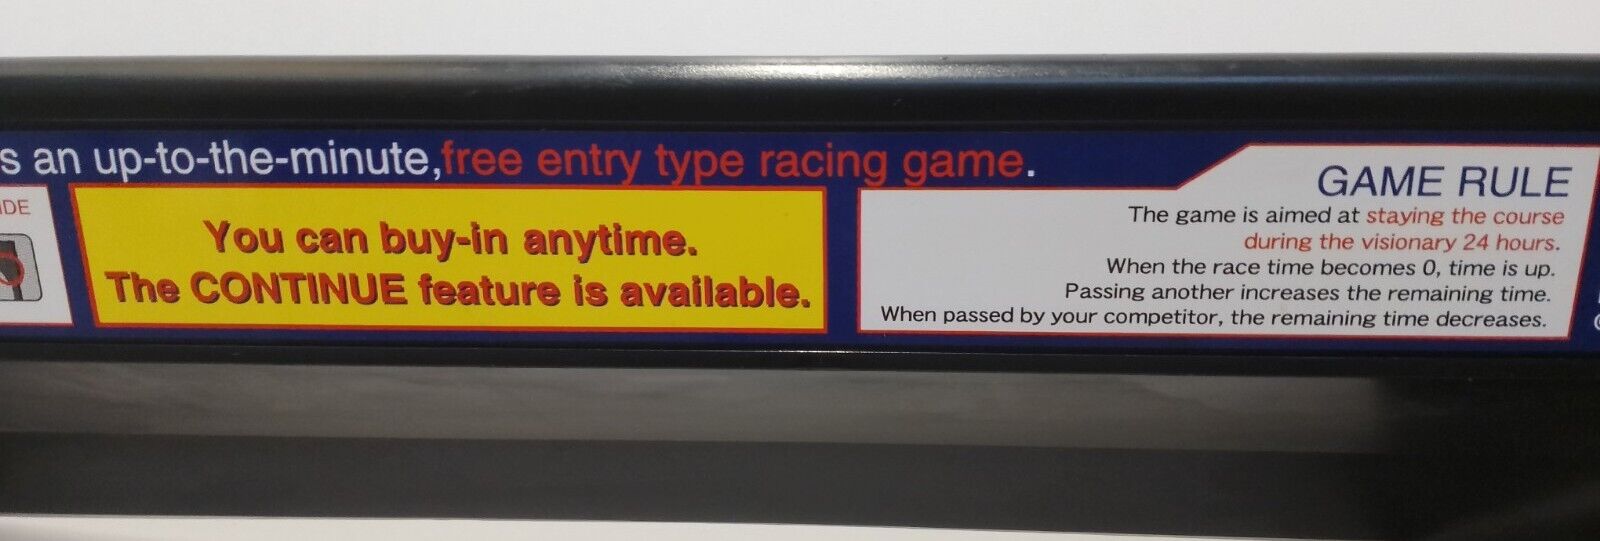 s an up-to-the-minute,free entry type racing game.
IDE
You can buy-in anytime.
The CONTINUE feature is available.
GAME RULE
The game is aimed at staying the course
during the visionary 24 hours.
When the race time becomes 0, time is up.
Passing another increases the remaining time.
When passed by your competitor, the remaining time decreases.